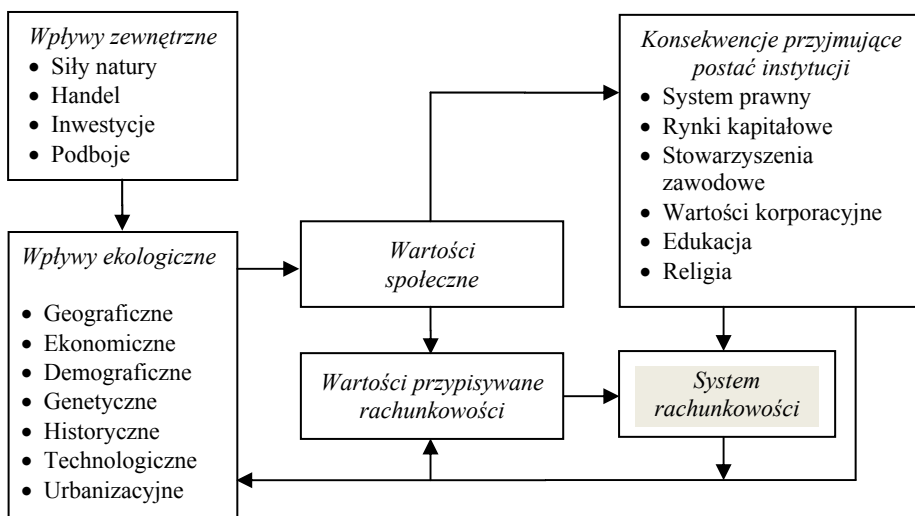 Wpływy zewnętrzne
• Siły natury
• Handel
• Inwestycje
• Podboje
Wpływy ekologiczne
• Geograficzne
• Ekonomiczne
• Demograficzne
• Genetyczne
• Historyczne
• Technologiczne
• Urbanizacyjne
Wartości
społeczne
Wartości przypisywane
rachunkowości
Konsekwencje przyjmujące
postać instytucji
• System prawny
• Rynki kapitałowe
• Stowarzyszenia
zawodowe
• Wartości korporacyjne
• Edukacja
• Religia
System
rachunkowości